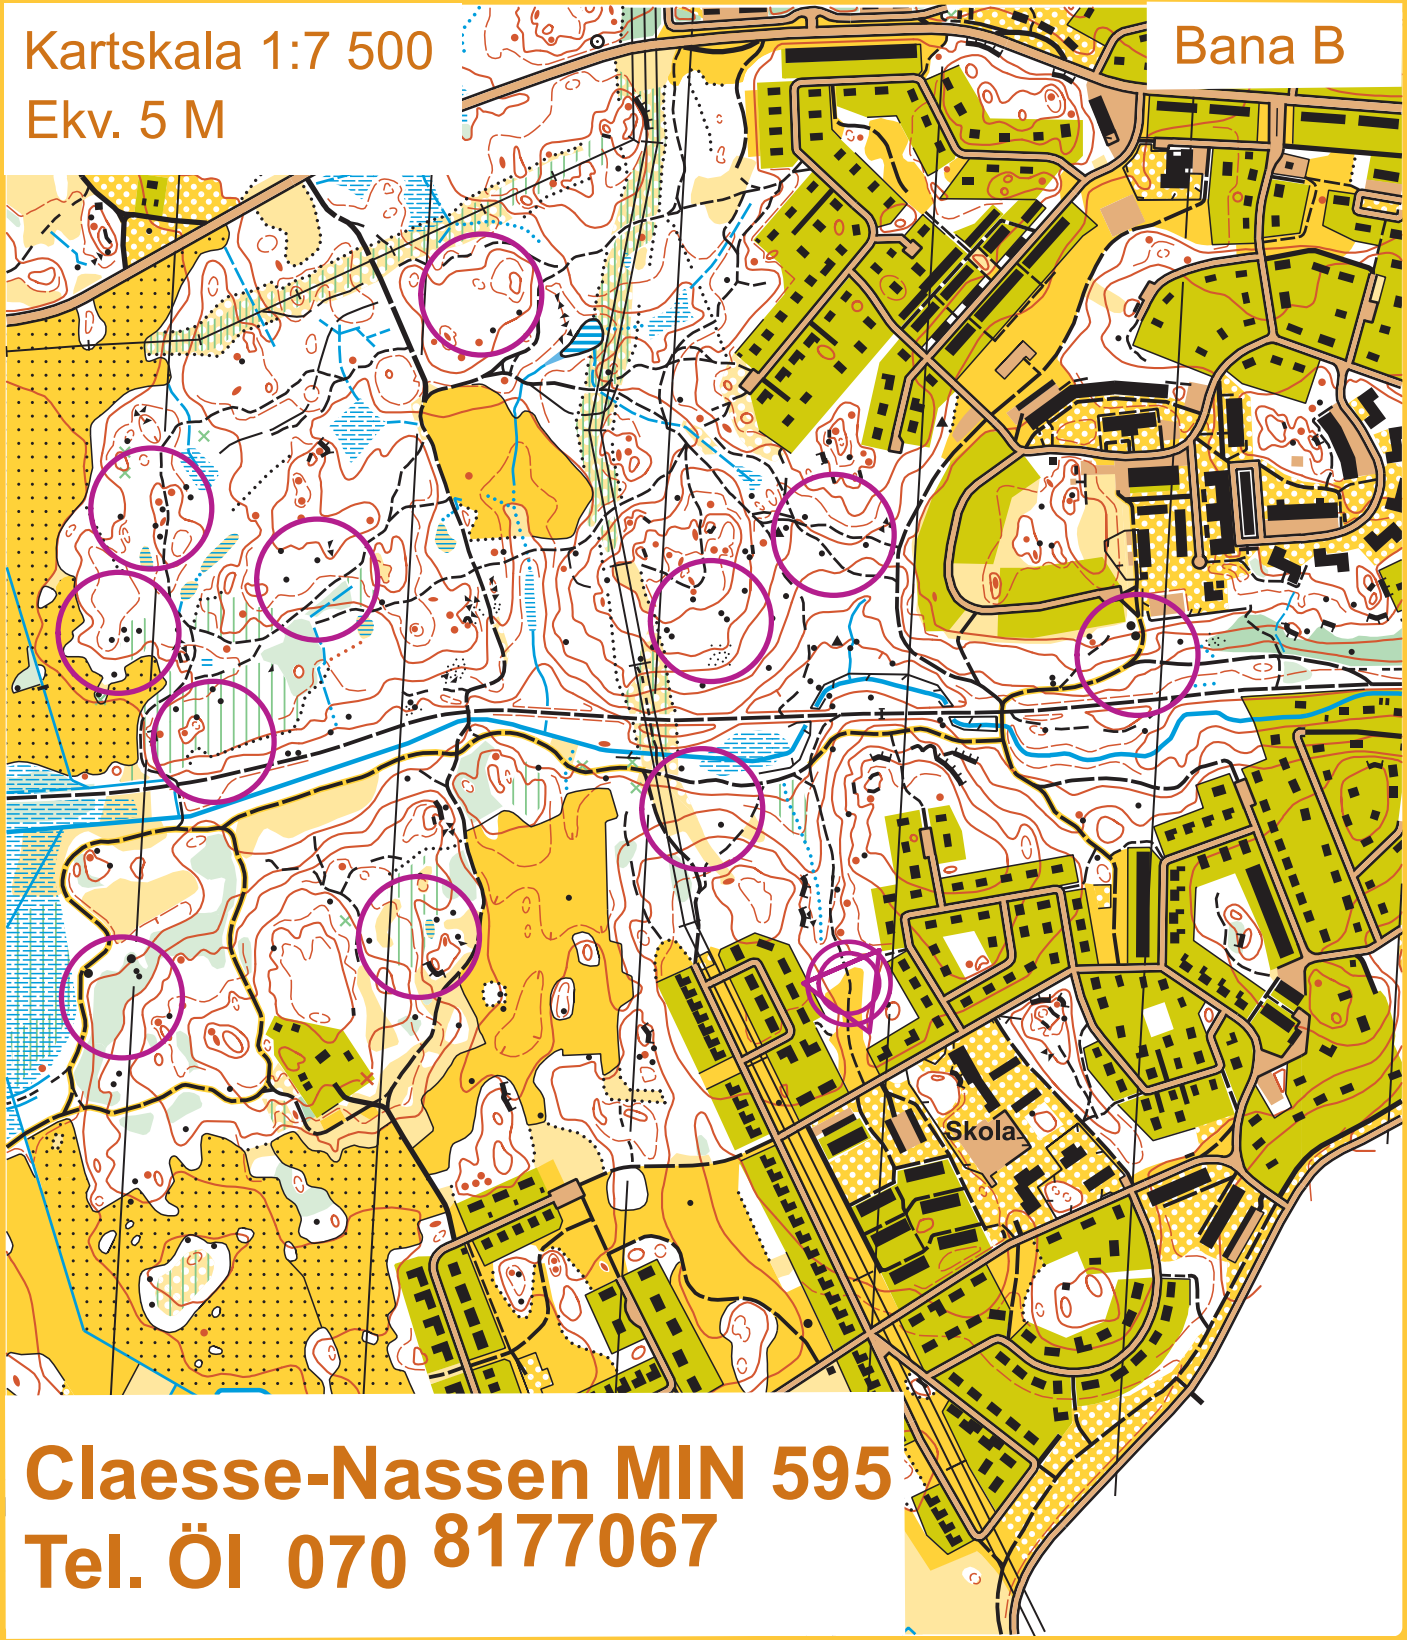 Kartskala 1:7 500
Ekv. 5 M
Bana B
Skola
Claesse-Nassen MIN 595
Tel. Öl 070 8177067